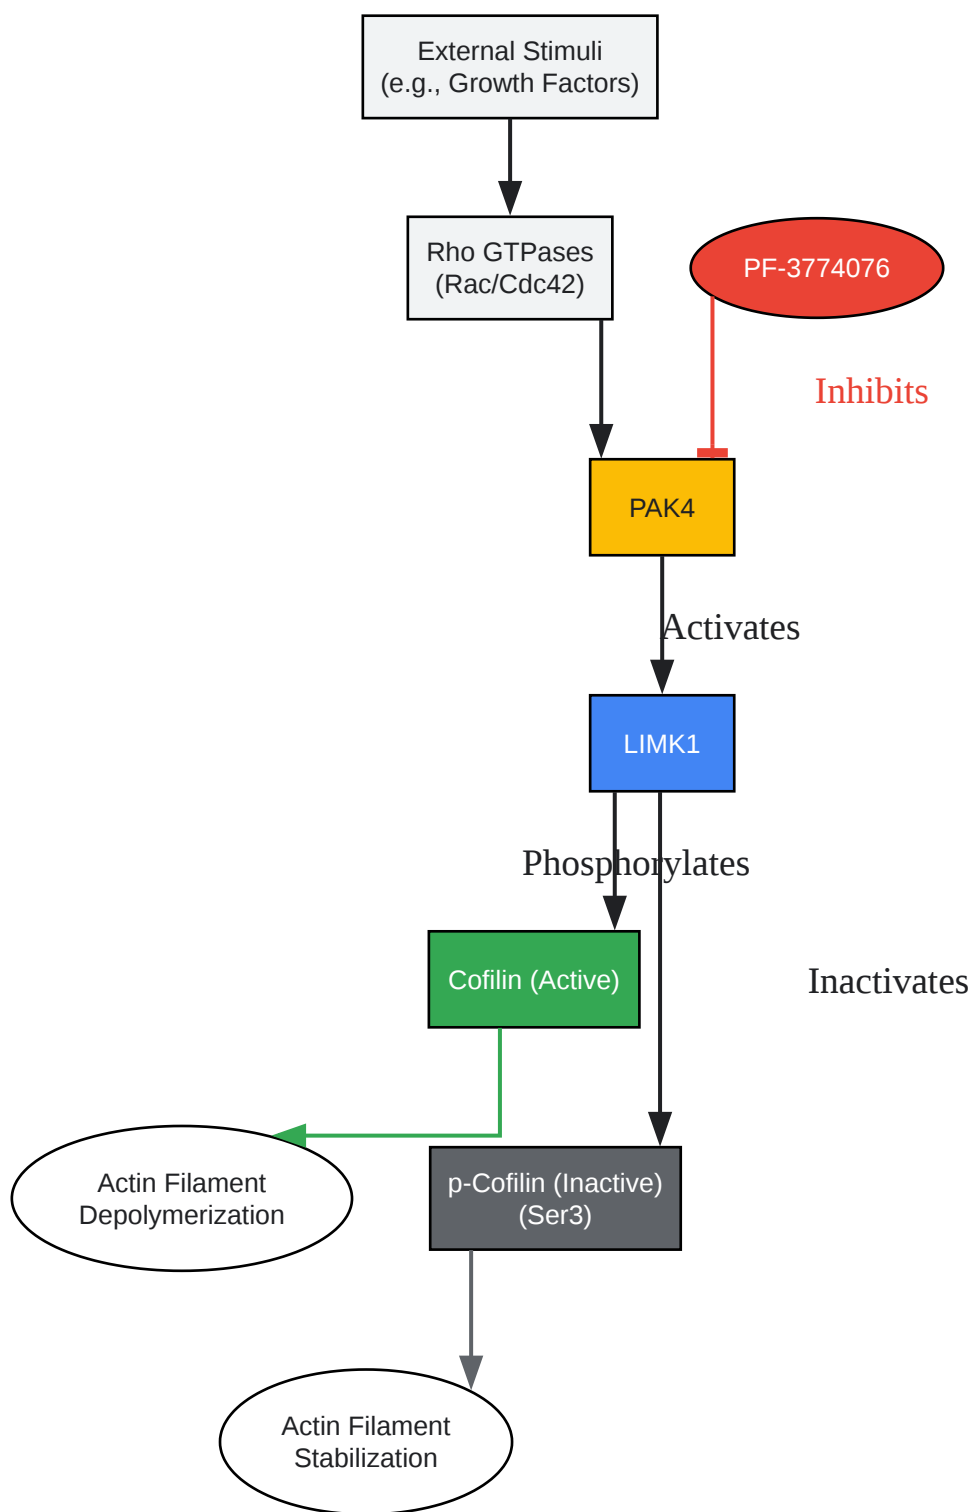 External Stimuli
(e.g., Growth Factors)
Rho GTPases
(Rac/Cdc42)
PF-3774076
Inhibits
PAK4
Activates
LIMK1
Phosphorylates
Cofilin (Active)
Inactivates
Actin Filament
Depolymerization
p-Cofilin (Inactive)
(Ser3)
Actin Filament
Stabilization